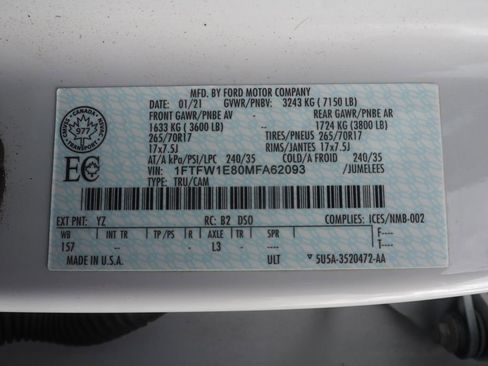 MFD. BY FORD MOTOR COMPANY
DATE: 01/21 GVWR/PNBV: 3243 KG ( 7150 LB)
FRONT GAWR/PNBE AV REAR GAWR/PNBE AR
1633 KG ( 3600 LB) 1724 KG (3800 LB)
265/70R17 TIRES/PNEUS 265/70R17
17x7.5J RIMS/JANTES 17x7.5J
AT/A kPa/PSI/LPC 240/35 COLD/A FROID 240/35
VIN: 1FTFW1E80MFA62093 /JUMELEES
TYPE: TRU/CAM
CANADA
977
TRANSPORT
EC
EXT PNT: YZ RC: B2 DSO COMPLIES: ICES/NMB-002
WB INT TR TP/PS R AXLE TR SPR F----
157 -- -- - L3 -- T----
MADE IN U.S.A. ULT 5U5A-3520472-AA